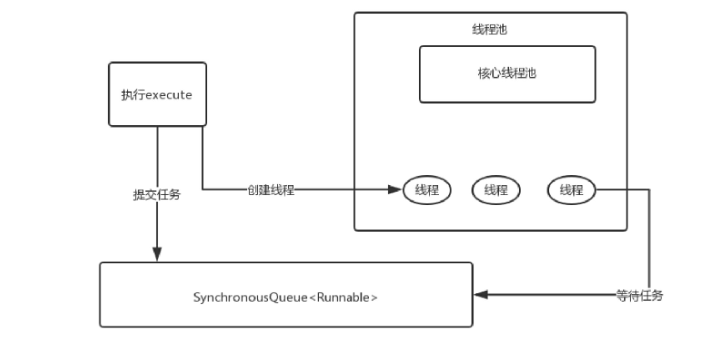 线程池
核心线程池
执行execute
提交任务
创建线程
线程
线程
线程
SynchronousQueue<Runnable>
等待任务